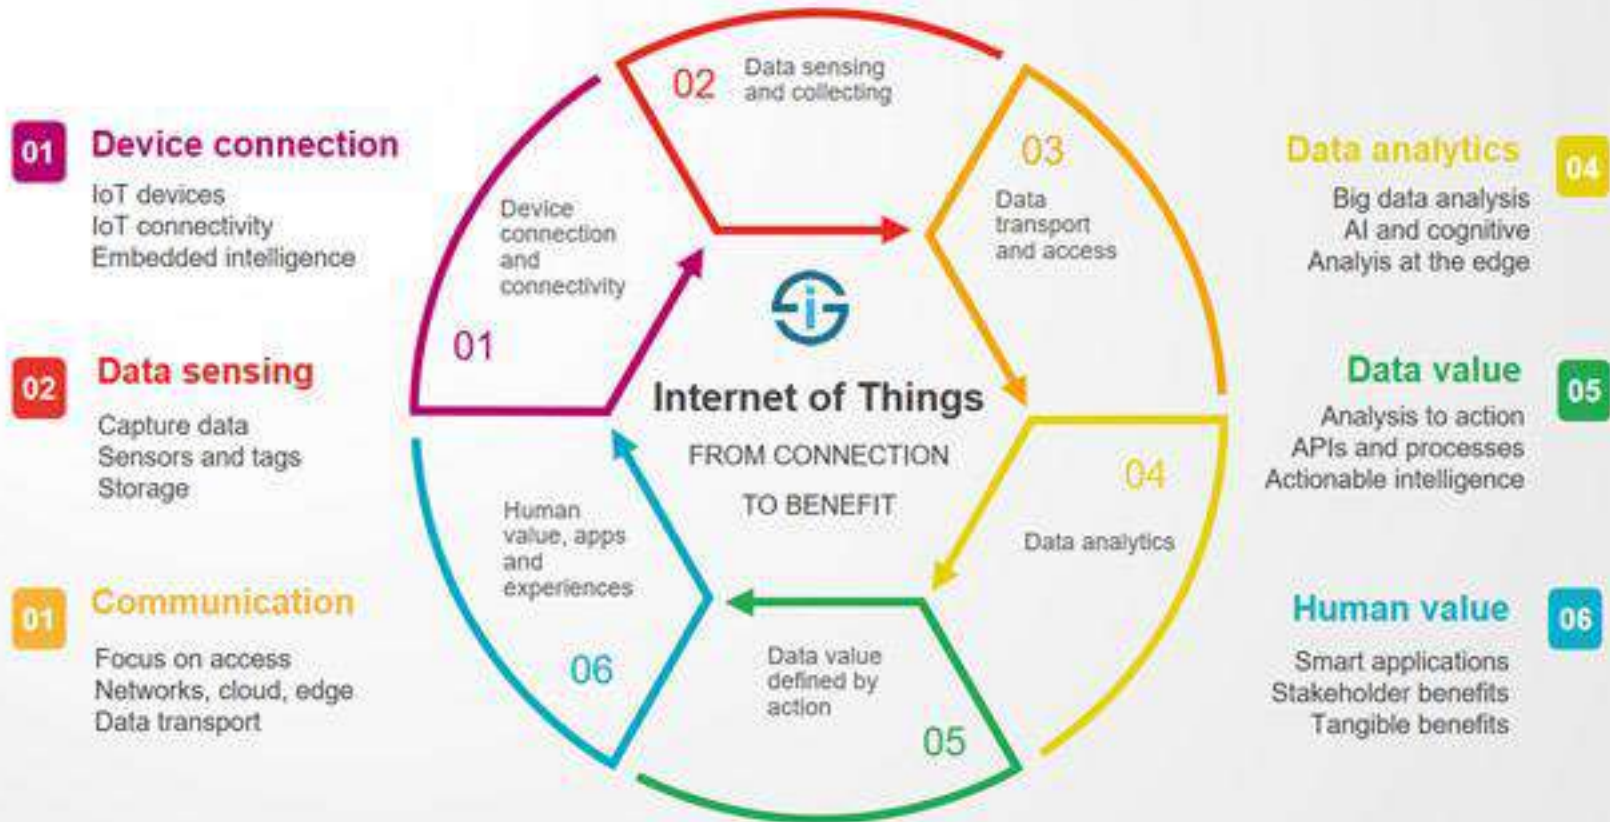 01
Device connection
IoT devices
IoT connectivity
Embedded intelligence
02
Data sensing
Capture data
Sensors and tags
Storage
01
Communication
Focus on access
Networks, cloud, edge
Data transport
01
Device
connection
and
connectivity
02
Data sensing
and collecting
03
Data
transport
and access
04
Data analytics
05
Data value
defined by
action
06
Human
value, apps
and
experiences
i
Internet of Things
FROM CONNECTION
TO BENEFIT
Data analytics
04
Big data analysis
AI and cognitive
Analyis at the edge
Data value
05
Analysis to action
APIs and processes
Actionable intelligence
Human value
06
Smart applications
Stakeholder benefits
Tangible benefits